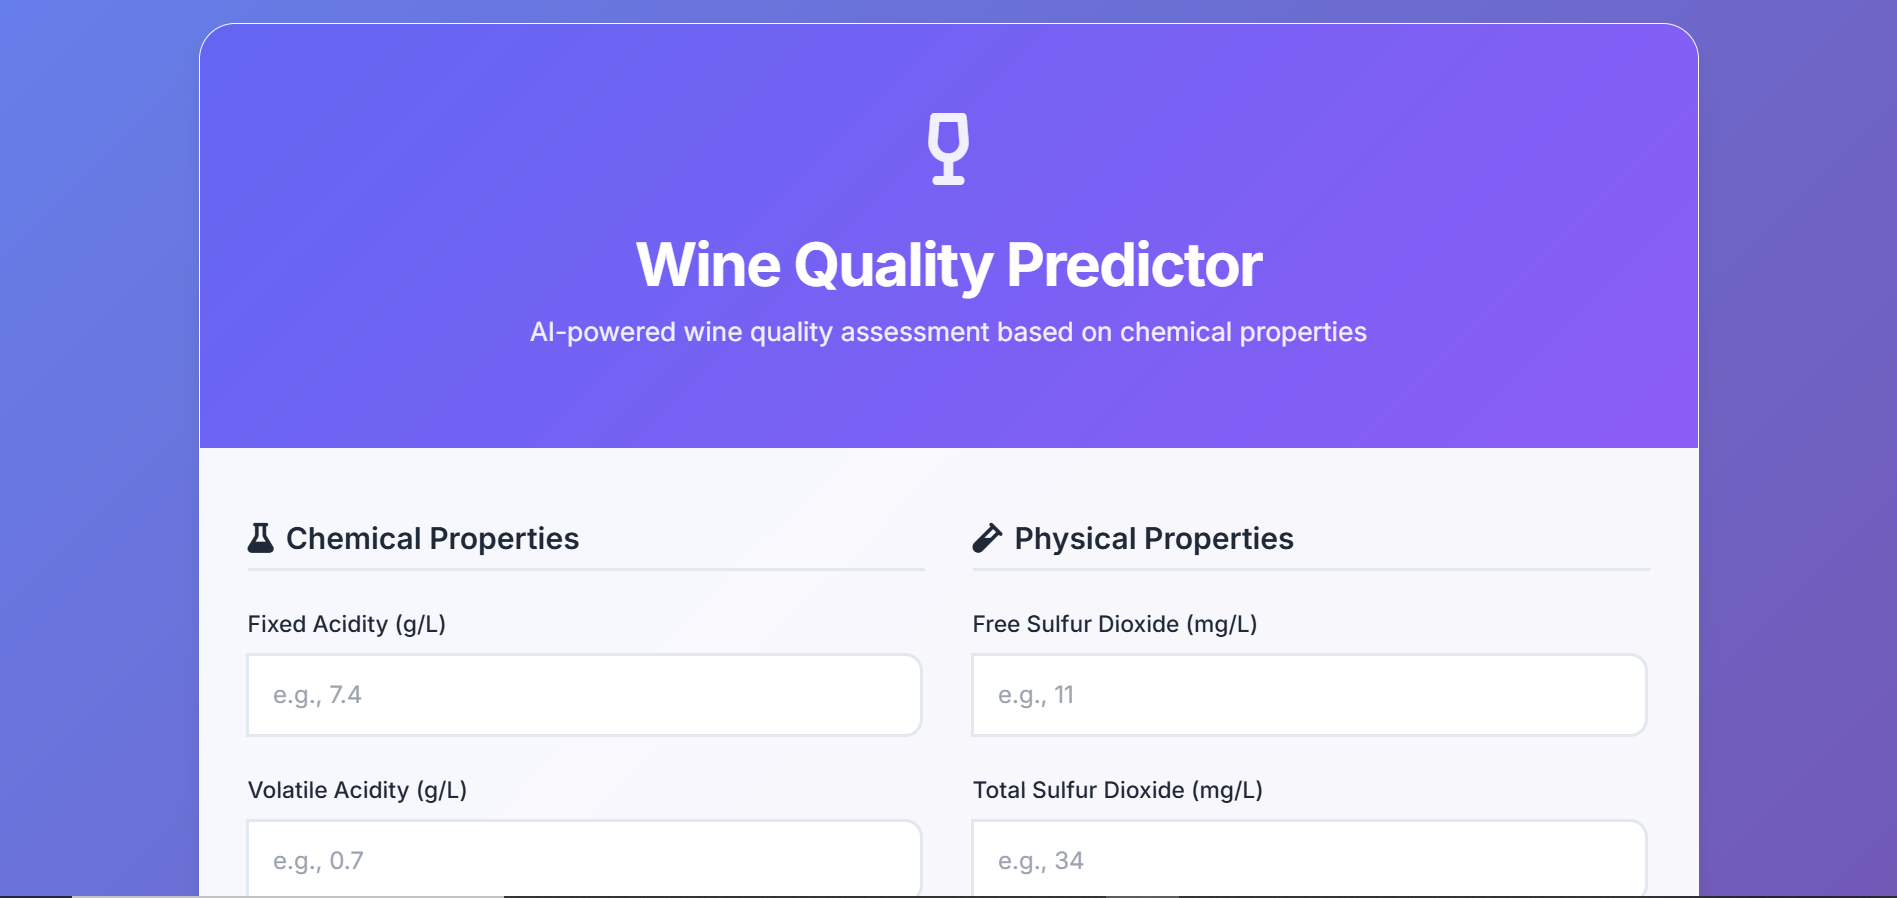 Wine Quality Predictor
AI-powered wine quality assessment based on chemical properties
Chemical Properties
Fixed Acidity (g/L)
e.g., 7.4
Volatile Acidity (g/L)
e.g., 0.7
Physical Properties
Free Sulfur Dioxide (mg/L)
e.g., 11
Total Sulfur Dioxide (mg/L)
e.g., 34